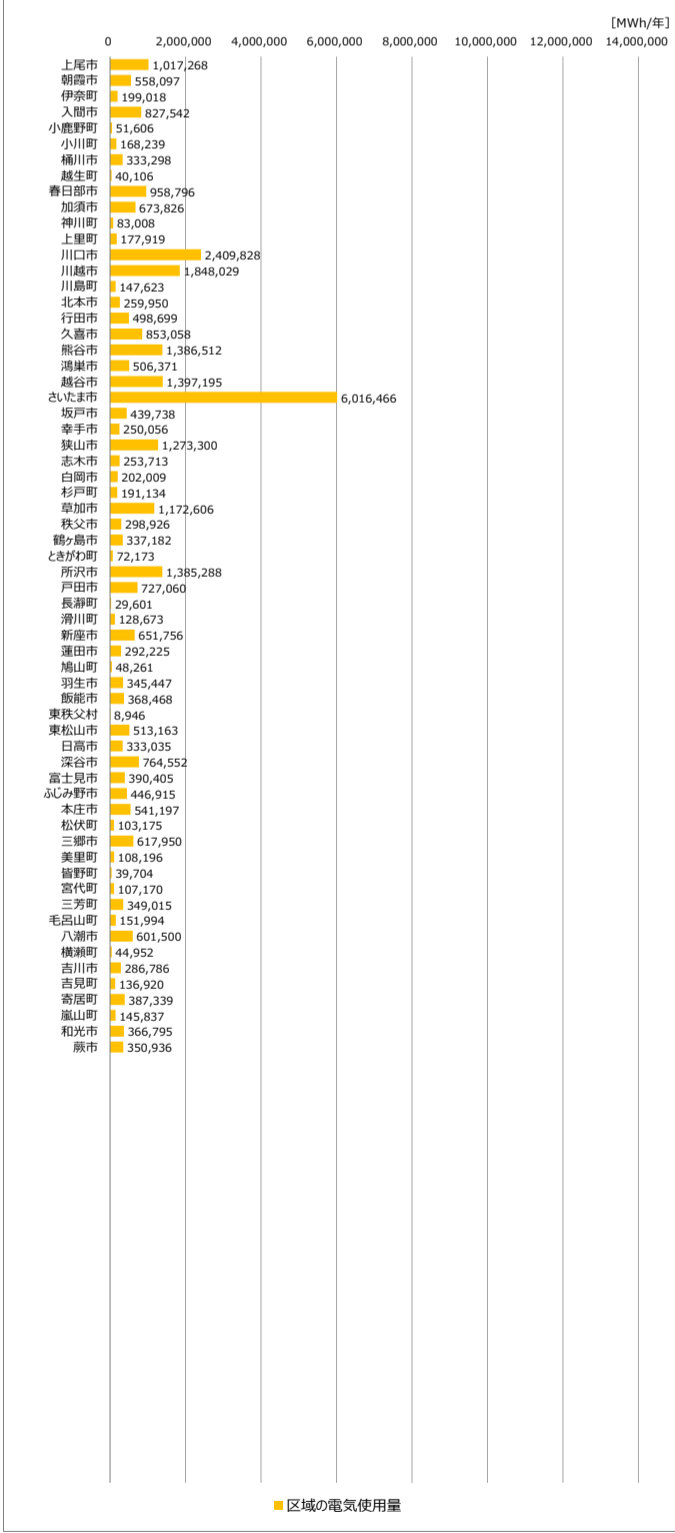 [MWh/年]
0 2,000,000 4,000,000 6,000,000 8,000,000 10,000,000 12,000,000 14,000,000
上尾市 1,017,268
朝霞市 558,097
伊奈町 199,018
入間市 827,542
小鹿野町 51,606
小川町 168,239
桶川市 333,298
越生町 40,106
春日部市 958,796
加須市 673,826
神川町 83,008
上里町 177,919
川口市 2,409,828
川越市 1,848,029
川島町 147,623
北本市 259,950
行田市 498,699
久喜市 853,058
熊谷市 1,386,512
鴻巣市 506,371
越谷市 1,397,195
さいたま市 6,016,466
坂戸市 439,738
幸手市 250,056
狭山市 1,273,300
志木市 253,713
白岡市 202,009
杉戸町 191,134
草加市 1,172,606
秩父市 298,926
鶴ヶ島市 337,182
ときがわ町 72,173
所沢市 1,385,288
戸田市 727,060
長瀞町 29,601
滑川町 128,673
新座市 651,756
蓮田市 292,225
鳩山町 48,261
羽生市 345,447
飯能市 368,468
東秩父村 8,946
東松山市 513,163
日高市 333,035
深谷市 764,552
富士見市 390,405
ふじみ野市 446,915
本庄市 541,197
松伏町 103,175
三郷市 617,950
美里町 108,196
皆野町 39,704
宮代町 107,170
三芳町 349,015
毛呂山町 151,994
八潮市 601,500
横瀬町 44,952
吉川市 286,786
吉見町 136,920
寄居町 387,339
嵐山町 145,837
和光市 366,795
蕨市 350,936
区域の電気使用量